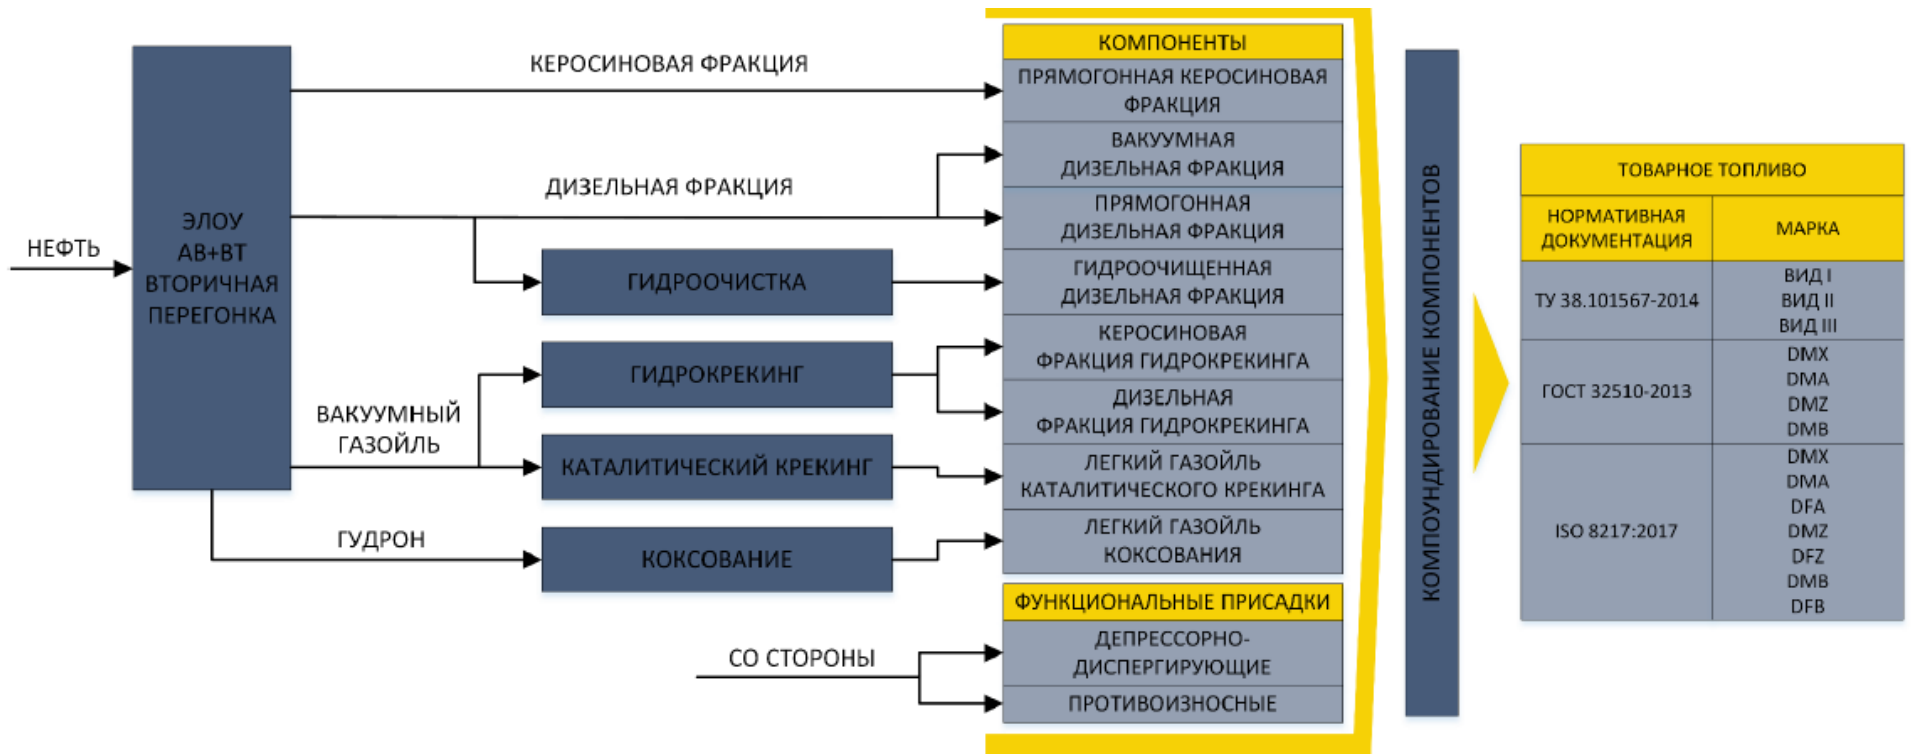 НЕФТЬ
ЭЛОУ
АВ+ВТ
ВТОРИЧНАЯ
ПЕРЕГОНКА
КЕРОСИНОВАЯ ФРАКЦИЯ
ДИЗЕЛЬНАЯ ФРАКЦИЯ
ВАКУУМНЫЙ
ГАЗОЙЛЬ
ГУДРОН
ГИДРООЧИСТКА
ГИДРОКРЕКИНГ
КАТАЛИТИЧЕСКИЙ КРЕКИНГ
КОКСОВАНИЕ
СО СТОРОНЫ
КОМПОНЕНТЫ
ПРЯМОГОННАЯ КЕРОСИНОВАЯ
ФРАКЦИЯ
ВАКУУМНАЯ
ДИЗЕЛЬНАЯ ФРАКЦИЯ
ПРЯМОГОННАЯ
ДИЗЕЛЬНАЯ ФРАКЦИЯ
ГИДРООЧИЩЕННАЯ
ДИЗЕЛЬНАЯ ФРАКЦИЯ
КЕРОСИНОВАЯ
ФРАКЦИЯ ГИДРОКРЕКИНГА
ДИЗЕЛЬНАЯ
ФРАКЦИЯ ГИДРОКРЕКИНГА
ЛЕГКИЙ ГАЗОЙЛЬ
КАТАЛИТИЧЕСКОГО КРЕКИНГА
ЛЕГКИЙ ГАЗОЙЛЬ
КОКСОВАНИЯ
ФУНКЦИОНАЛЬНЫЕ ПРИСАДКИ
ДЕПРЕССОРНО-
ДИСПЕРГИРУЮЩИЕ
ПРОТИВОИЗНОСНЫЕ
КОМПОУНДИРОВАНИЕ КОМПОНЕНТОВ
ТОВАРНОЕ ТОПЛИВО
НОРМАТИВНАЯ
ДОКУМЕНТАЦИЯ
МАРКА
ТУ 38.101567-2014
ВИД I
ВИД II
ВИД III
ГОСТ 32510-2013
DMX
DMA
DMZ
DMB
ISO 8217:2017
DMX
DMA
DFA
DMZ
DFZ
DMB
DFB